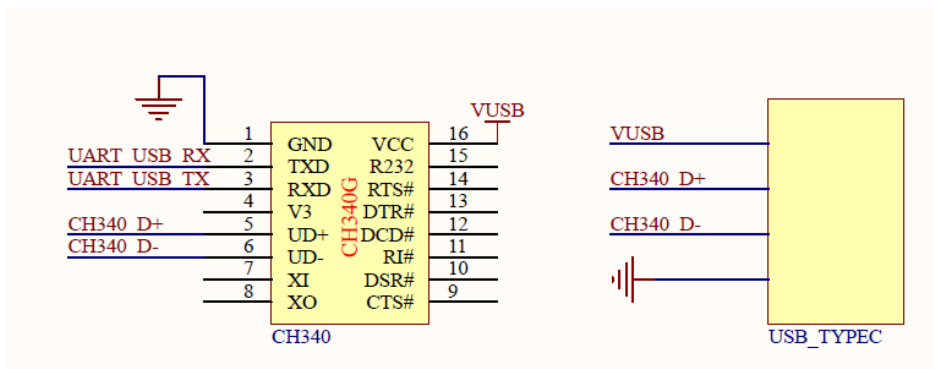 VUSB
1 GND VCC 16
UART_USB_RX 2 TXD R232 15
UART_USB_TX 3 RXD RTS# 14
4 V3 DTR# 13
CH340_D+ 5 UD+ DCD# 12
CH340_D- 6 UD- RI# 11
7 XI DSR# 10
8 XO CTS# 9
CH340G
CH340
VUSB
CH340_D+
CH340_D-
USB_TYPEC